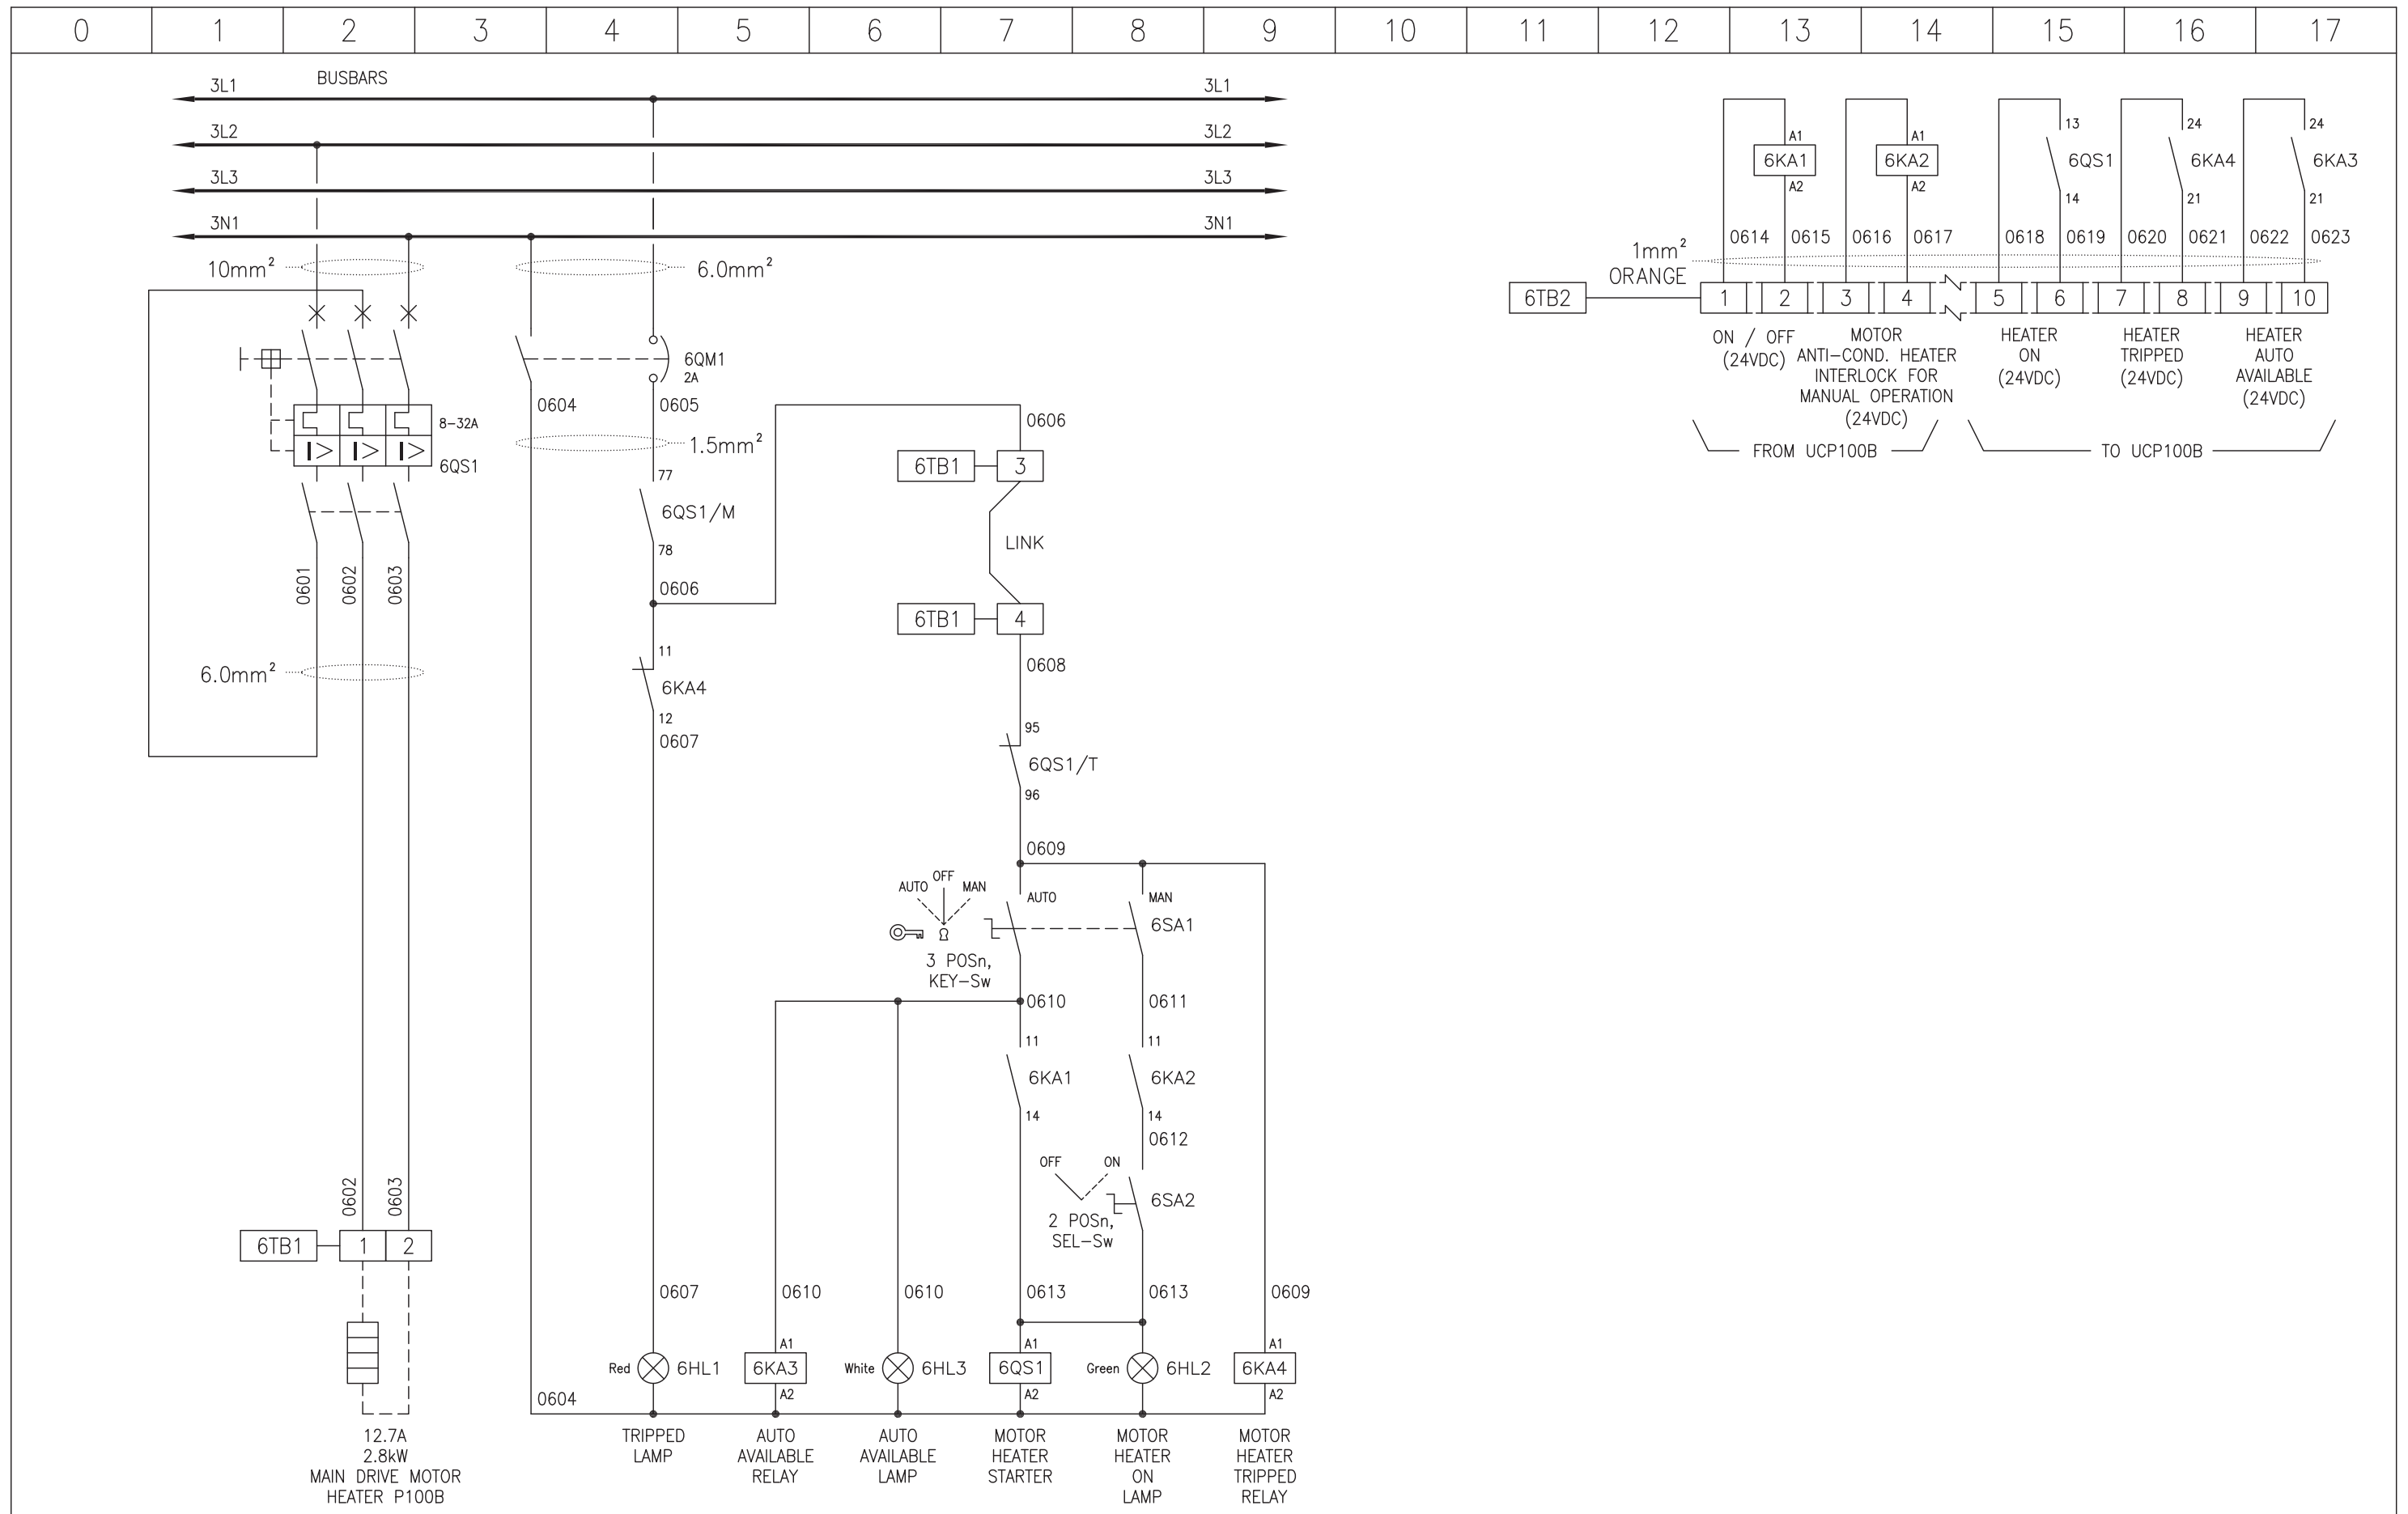 0 1 2 3 4 5 6 7 8 9 10 11 12 13 14 15 16 17
BUSBARS
3L1 3L1
3L2 3L2
3L3 3L3
3N1 3N1
10mm²
6.0mm²
6QM1
2A
0604 0605
8-32A
6QS1
1.5mm²
77
6QS1/M
78
0606
0601 0602 0603
6.0mm²
11
6KA4
12
0607
0606
6TB1 3
LINK
6TB1 4
0608
95
6QS1/T
96
0609
AUTO OFF MAN
3 POSn,
KEY-Sw
AUTO MAN
6SA1
0610 0611
11 11
6KA1 6KA2
14 14
0612
OFF ON
6SA2
2 POSn,
SEL-Sw
0602 0603
6TB1 1 2
0607 0610 0610 0613 0613 0609
A1 A1 A1
Red 6HL1 6KA3 White 6HL3 6QS1 Green 6HL2 6KA4
A2 A2 A2
0604
12.7A
2.8kW
MAIN DRIVE MOTOR
HEATER P100B
TRIPPED
LAMP
AUTO
AVAILABLE
RELAY
AUTO
AVAILABLE
LAMP
MOTOR
HEATER
STARTER
MOTOR
HEATER
ON
LAMP
MOTOR
HEATER
TRIPPED
RELAY
A1 A1 13 24 24
6KA1 6KA2 6QS1 6KA4 6KA3
A2 A2 14 21 21
0614 0615 0616 0617 0618 0619 0620 0621 0622 0623
1mm²
ORANGE
6TB2 1 2 3 4 5 6 7 8 9 10
ON / OFF
(24VDC)
MOTOR
ANTI-COND. HEATER
INTERLOCK FOR
MANUAL OPERATION
(24VDC)
HEATER
ON
(24VDC)
HEATER
TRIPPED
(24VDC)
HEATER
AUTO
AVAILABLE
(24VDC)
FROM UCP100B
TO UCP100B